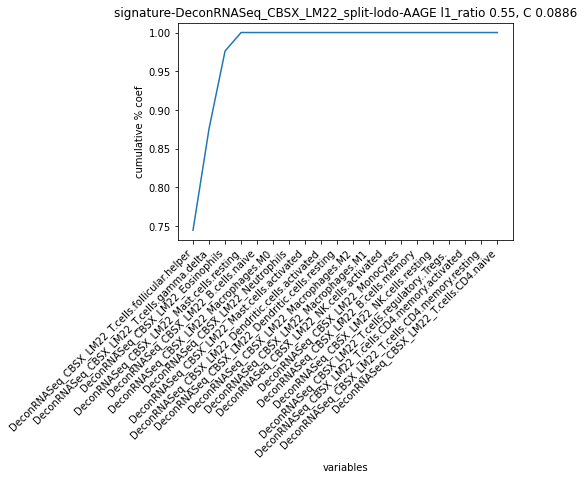 signature-DeconRNASeq_CBSX_LM22_split-lodo-AAGE l1_ratio 0.55, C 0.0886
1.00
0.95
0.90
0.85
0.80
0.75
cumulative % coef
DeconRNASeq_CBSX_LM22_T.cells.follicular.helper
DeconRNASeq_CBSX_LM22_T.cells.gamma.delta
DeconRNASeq_CBSX_LM22_Eosinophils
DeconRNASeq_CBSX_LM22_Mast.cells.resting
DeconRNASeq_CBSX_LM22_B.cells.naive
DeconRNASeq_CBSX_LM22_Macrophages.M0
DeconRNASeq_CBSX_LM22_Neutrophils
DeconRNASeq_CBSX_LM22_Mast.cells.activated
DeconRNASeq_CBSX_LM22_Dendritic.cells.activated
DeconRNASeq_CBSX_LM22_Dendritic.cells.resting
DeconRNASeq_CBSX_LM22_Macrophages.M2
DeconRNASeq_CBSX_LM22_Macrophages.M1
DeconRNASeq_CBSX_LM22_NK.cells.activated
DeconRNASeq_CBSX_LM22_Monocytes
DeconRNASeq_CBSX_LM22_B.cells.memory
DeconRNASeq_CBSX_LM22_NK.cells.resting
DeconRNASeq_CBSX_LM22_T.cells.regulatory..Tregs.
DeconRNASeq_CBSX_LM22_T.cells.CD4.memory.activated
DeconRNASeq_CBSX_LM22_T.cells.CD4.memory.resting
DeconRNASeq_CBSX_LM22_T.cells.CD4.naive
variables